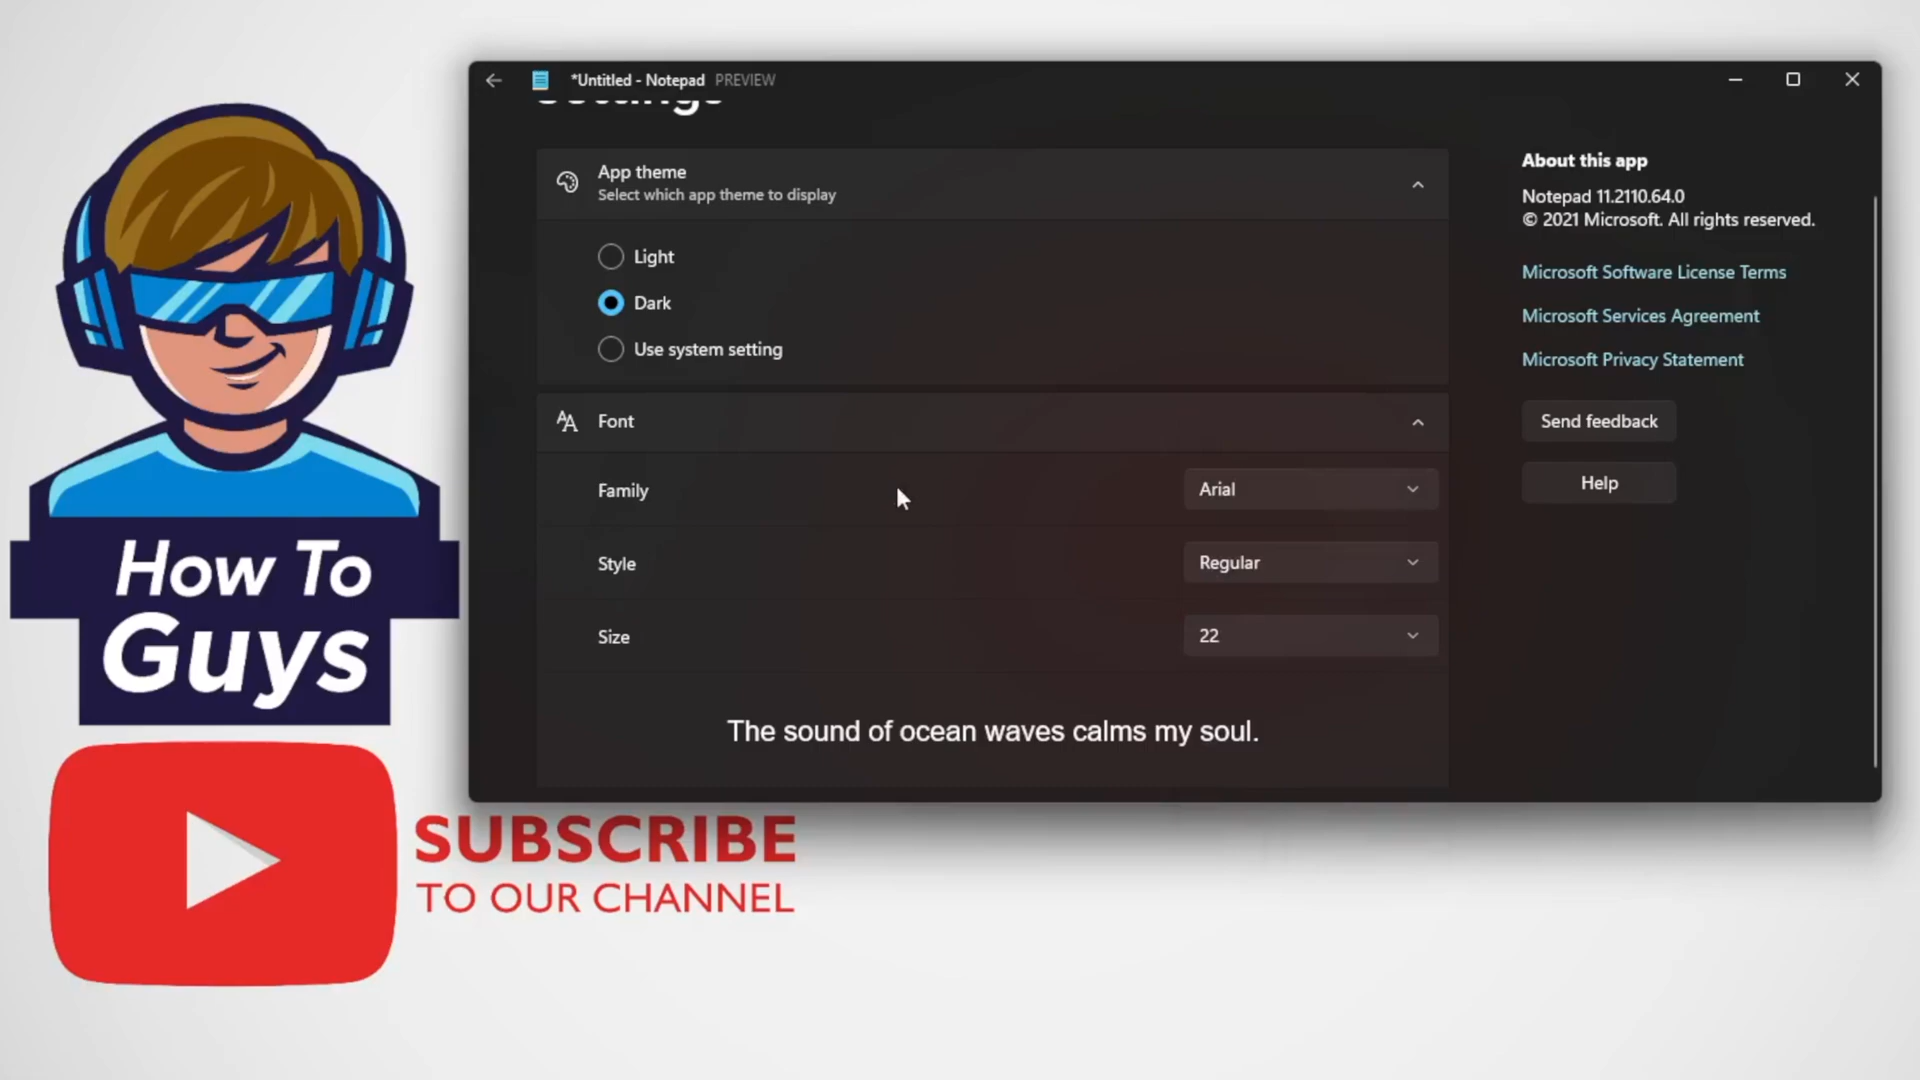 *Untitled - Notepad PREVIEW
Settings
App theme
Select which app theme to display
Light
Dark
Use system setting
Font
Family
Arial
Style
Regular
Size
22
The sound of ocean waves calms my soul.
About this app
Notepad 11.2110.64.0
© 2021 Microsoft. All rights reserved.
Microsoft Software License Terms
Microsoft Services Agreement
Microsoft Privacy Statement
Send feedback
Help
How To
Guys
SUBSCRIBE
TO OUR CHANNEL